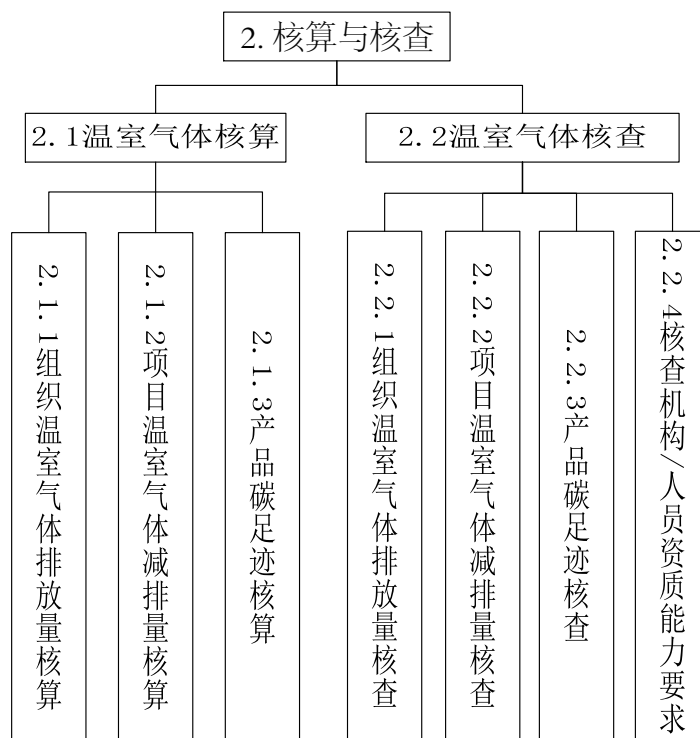 2.核算与核查
2.1温室气体核算
2.2温室气体核查
2.1.1组织温室气体排放量核算
2.1.2项目温室气体减排量核算
2.1.3产品碳足迹核算
2.2.1组织温室气体排放量核查
2.2.2项目温室气体减排量核查
2.2.3产品碳足迹核查
2.2.4核查机构/人员资质能力要求